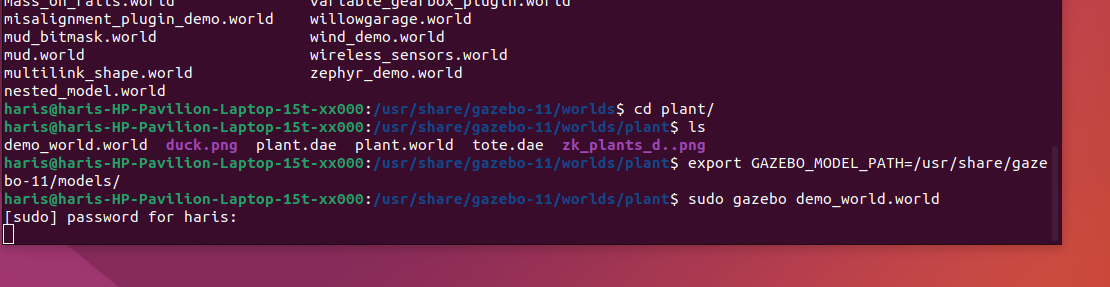 mass_on_rails.world variable_gearbox_plugin.world
misalignment_plugin_demo.world willowgarage.world
mud_bitmask.world wind_demo.world
mud.world wireless_sensors.world
multilink_shape.world zephyr_demo.world
nested_model.world
haris@haris-HP-Pavilion-Laptop-15t-xx000:/usr/share/gazebo-11/worlds$ cd plant/
haris@haris-HP-Pavilion-Laptop-15t-xx000:/usr/share/gazebo-11/worlds/plant$ ls
demo_world.world duck.png plant.dae plant.world tote.dae zk_plants_d..png
haris@haris-HP-Pavilion-Laptop-15t-xx000:/usr/share/gazebo-11/worlds/plant$ export GAZEBO_MODEL_PATH=/usr/share/gaze
bo-11/models/
haris@haris-HP-Pavilion-Laptop-15t-xx000:/usr/share/gazebo-11/worlds/plant$ sudo gazebo demo_world.world
[sudo] password for haris: